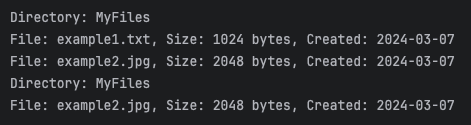 Directory: MyFiles
File: example1.txt, Size: 1024 bytes, Created: 2024-03-07
File: example2.jpg, Size: 2048 bytes, Created: 2024-03-07
Directory: MyFiles
File: example2.jpg, Size: 2048 bytes, Created: 2024-03-07